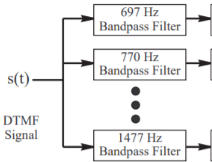 697 Hz
Bandpass Filter
770 Hz
Bandpass Filter
s(t)
DTMF
Signal
1477 Hz
Bandpass Filter